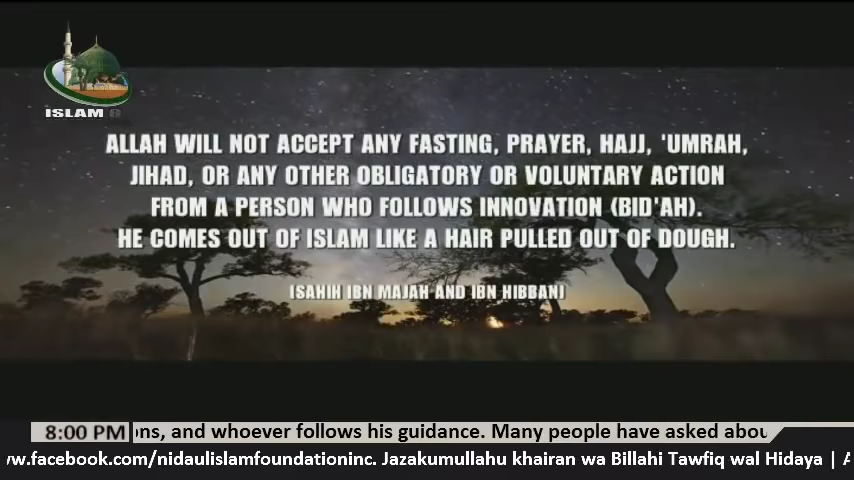 ISLAM
ALLAH WILL NOT ACCEPT ANY FASTING, PRAYER, HAJJ, 'UMRAH,
JIHAD, OR ANY OTHER OBLIGATORY OR VOLUNTARY ACTION
FROM A PERSON WHO FOLLOWS INNOVATION (BID'AH).
HE COMES OUT OF ISLAM LIKE A HAIR PULLED OUT OF DOUGH.
(SAHIH IBN MAJAH AND IBN HIBBAN)
8:00 PM ons, and whoever follows his guidance. Many people have asked abou
w.facebook.com/nidaulislamfoundationinc. Jazakumullahu khairan wa Billahi Tawfiq wal Hidaya |